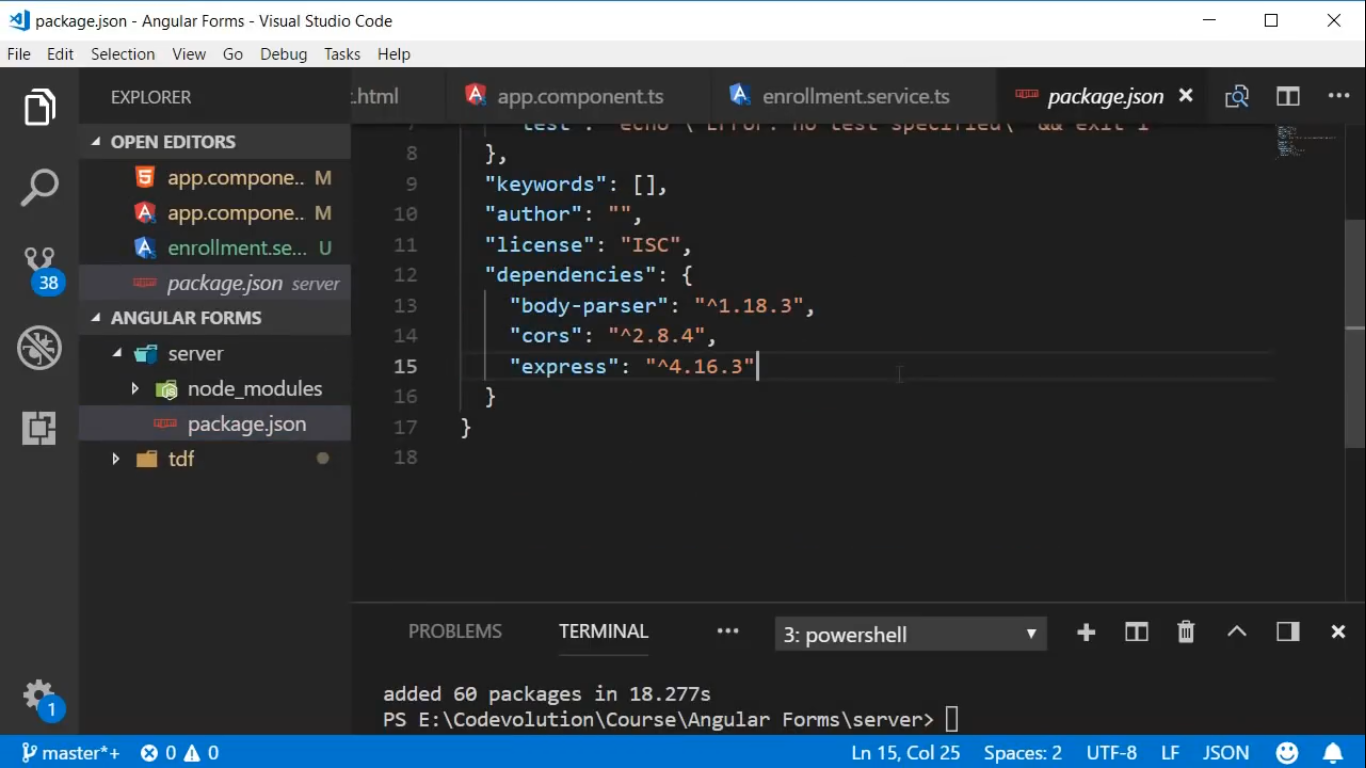 package.json - Angular Forms - Visual Studio Code
File Edit Selection View Go Debug Tasks Help
EXPLORER
.html app.component.ts enrollment.service.ts package.json
OPEN EDITORS
app.compone.. M
app.compone.. M
enrollment.se... U
package.json server
ANGULAR FORMS
server
node_modules
package.json
tdf
7 "test": "echo \"Error: no test specified\" && exit 1"
8 },
9 "keywords": [],
10 "author": "",
11 "license": "ISC",
12 "dependencies": {
13 "body-parser": "^1.18.3",
14 "cors": "^2.8.4",
15 "express": "^4.16.3"
16 }
17 }
18
38
1
PROBLEMS TERMINAL ··· 3: powershell
added 60 packages in 18.277s
PS E:\Codevolution\Course\Angular Forms\server>
master*+ 0 0 Ln 15, Col 25 Spaces: 2 UTF-8 LF JSON